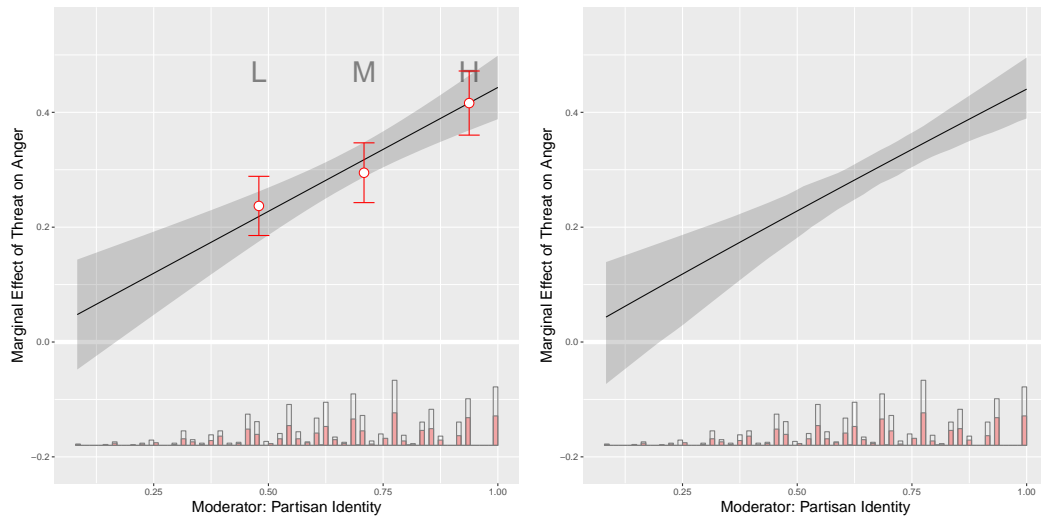 L M H
0.4
0.2
0.0
−0.2
Marginal Effect of Threat on Anger
0.25 0.50 0.75 1.00
Moderator: Partisan Identity
0.4
0.2
0.0
−0.2
Marginal Effect of Threat on Anger
0.25 0.50 0.75 1.00
Moderator: Partisan Identity